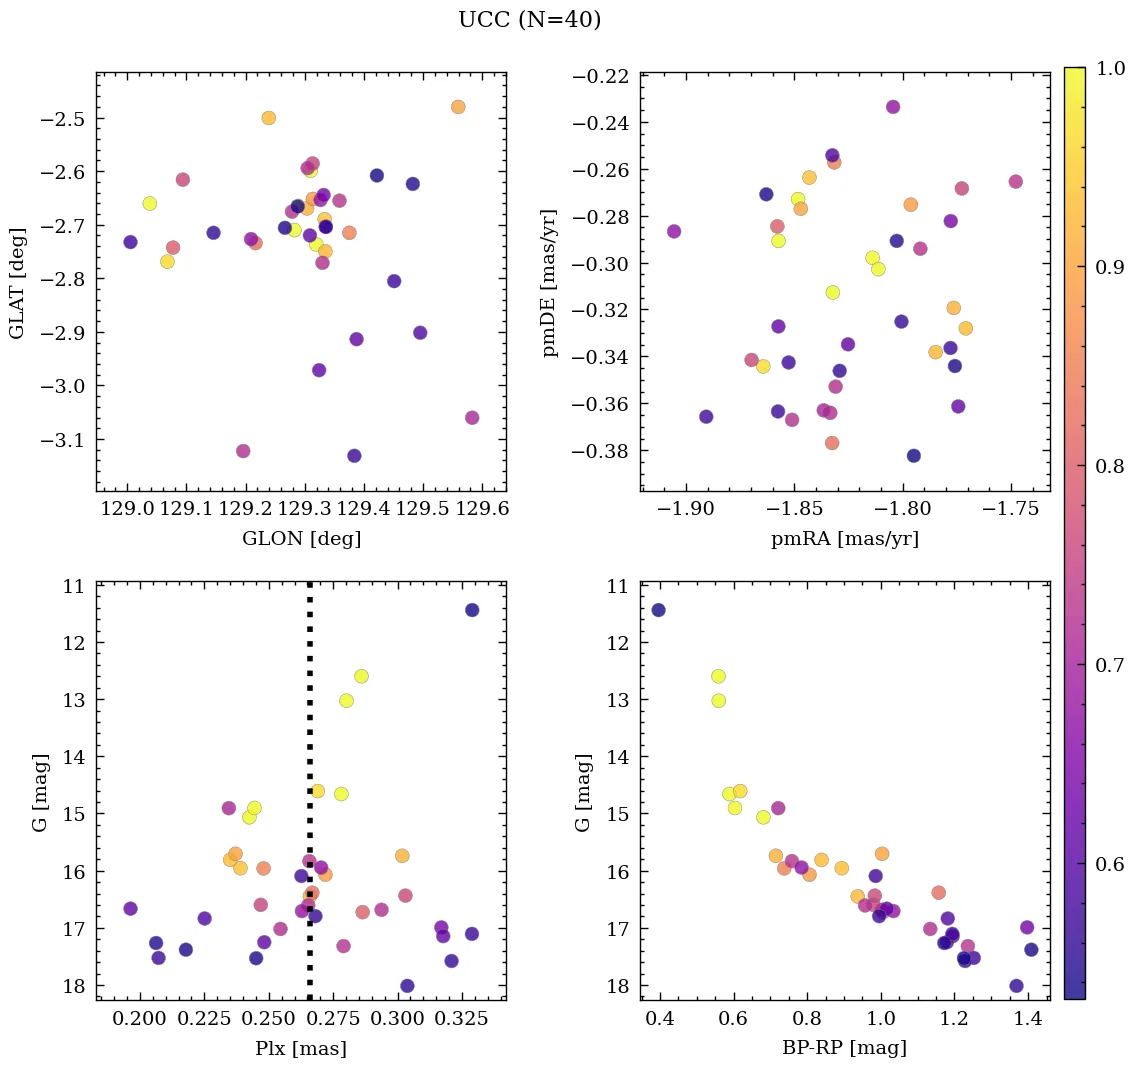 UCC (N=40)
−2.5
−2.6
−2.7
−2.8
−2.9
−3.0
−3.1
GLAT [deg]
129.0 129.1 129.2 129.3 129.4 129.5 129.6
GLON [deg]
−0.22
−0.24
−0.26
−0.28
−0.30
−0.32
−0.34
−0.36
−0.38
pmDE [mas/yr]
−1.90 −1.85 −1.80 −1.75
pmRA [mas/yr]
1.0
0.9
0.8
0.7
0.6
11
12
13
14
15
16
17
18
G [mag]
0.200 0.225 0.250 0.275 0.300 0.325
Plx [mas]
11
12
13
14
15
16
17
18
G [mag]
0.4 0.6 0.8 1.0 1.2 1.4
BP-RP [mag]